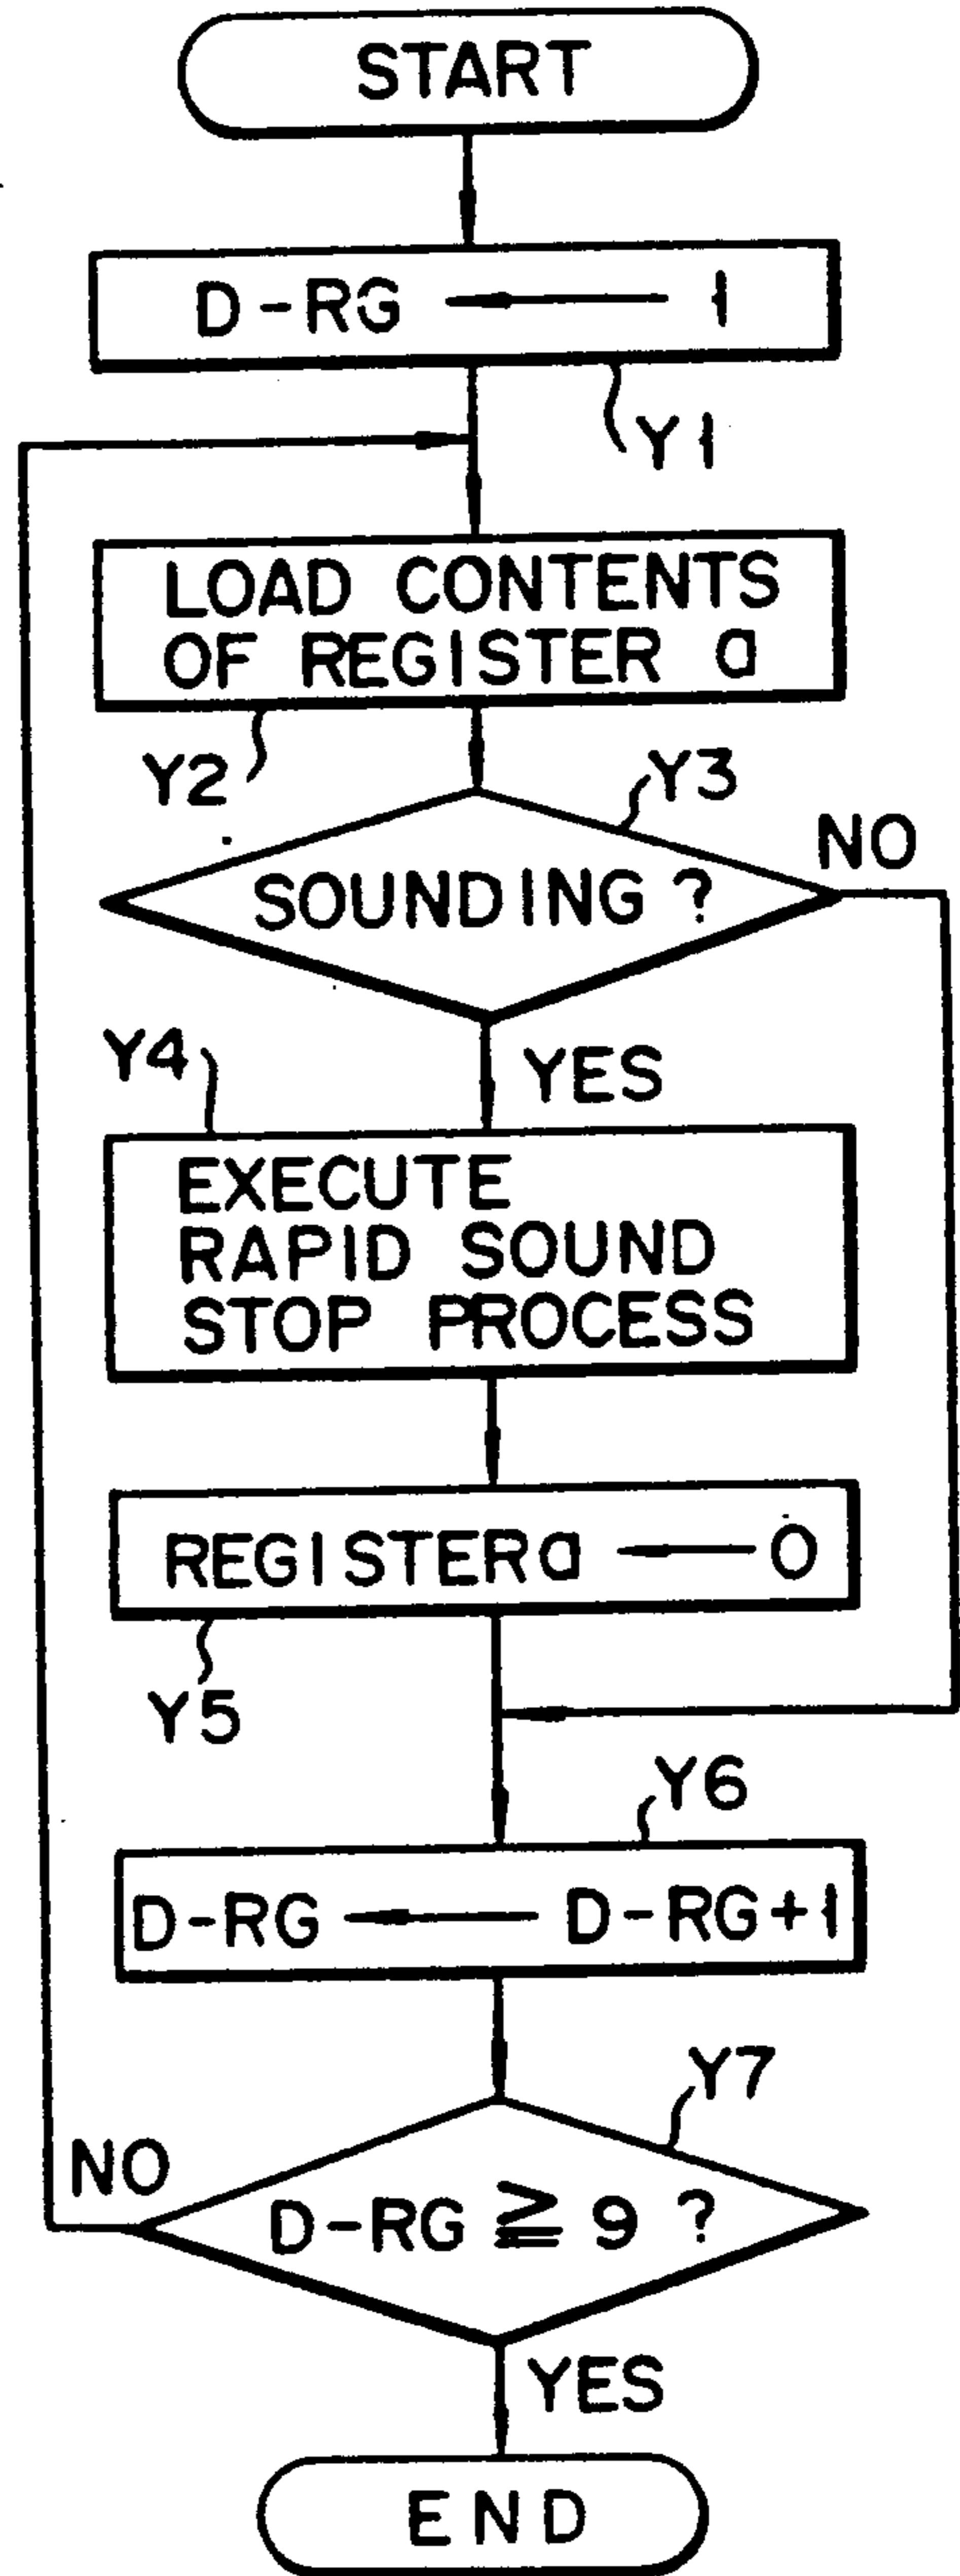 START
D-RG ← 1
Y1
LOAD CONTENTS
OF REGISTER a
Y2
Y3
NO
SOUNDING ?
Y4
YES
EXECUTE
RAPID SOUND
STOP PROCESS
REGISTER a ← 0
Y5
Y6
D-RG ← D-RG+1
Y7
NO
D-RG ≧ 9 ?
YES
END